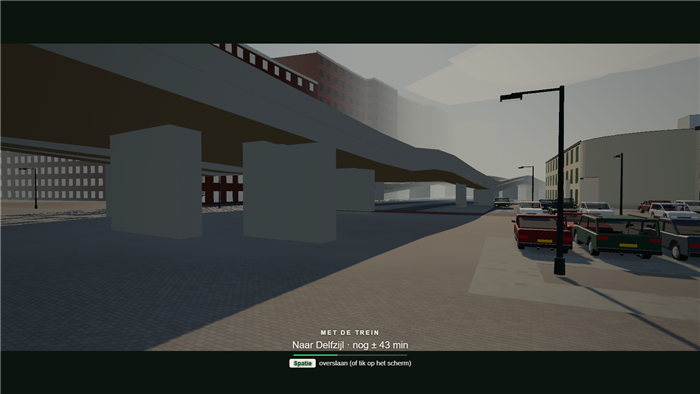 MET DE TREIN
Naar Delfzijl · nog ± 43 min
Spatie overslaan (of tik op het scherm)